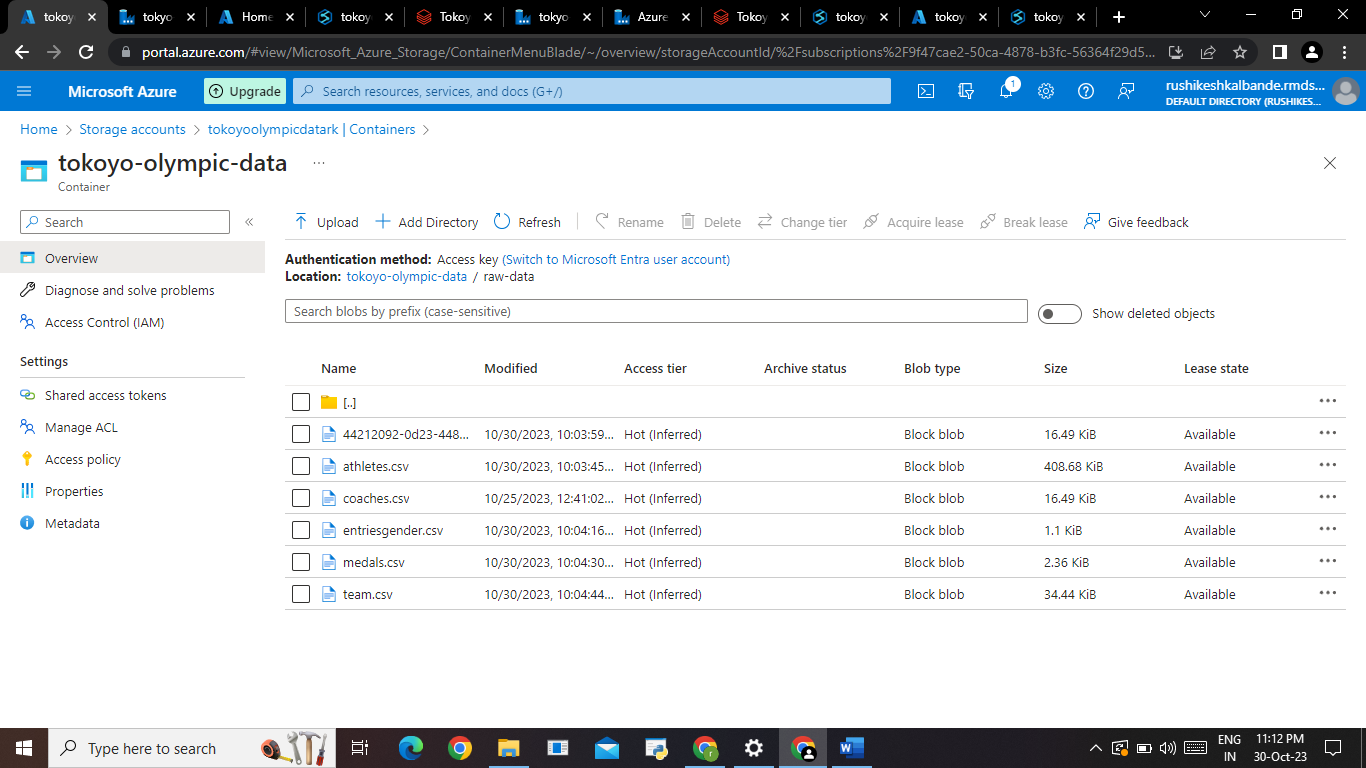 tokoy
tokyo
Home
tokoy
Tokoy
tokyo
Azure
Tokoy
tokoy
tokoy
tokoy
portal.azure.com/#view/Microsoft_Azure_Storage/ContainerMenuBlade/~/overview/storageAccountId/%2Fsubscriptions%2F9f47cae2-50ca-4878-b3fc-56364f29d5...
Microsoft Azure
Upgrade
Search resources, services, and docs (G+/)
1
rushikeshkalbande.rmds...
DEFAULT DIRECTORY (RUSHIKES...
Home > Storage accounts > tokoyoolympicdatark | Containers >
tokoyo-olympic-data ...
Container
Search
«
Overview
Diagnose and solve problems
Access Control (IAM)
Settings
Shared access tokens
Manage ACL
Access policy
Properties
Metadata
Upload Add Directory Refresh Rename Delete Change tier Acquire lease Break lease Give feedback
Authentication method: Access key (Switch to Microsoft Entra user account)
Location: tokoyo-olympic-data / raw-data
Search blobs by prefix (case-sensitive)
Show deleted objects
Name Modified Access tier Archive status Blob type Size Lease state
[..]
44212092-0d23-448... 10/30/2023, 10:03:59... Hot (Inferred) Block blob 16.49 KiB Available
athletes.csv 10/30/2023, 10:03:45... Hot (Inferred) Block blob 408.68 KiB Available
coaches.csv 10/25/2023, 12:41:02... Hot (Inferred) Block blob 16.49 KiB Available
entriesgender.csv 10/30/2023, 10:04:16... Hot (Inferred) Block blob 1.1 KiB Available
medals.csv 10/30/2023, 10:04:30... Hot (Inferred) Block blob 2.36 KiB Available
team.csv 10/30/2023, 10:04:44... Hot (Inferred) Block blob 34.44 KiB Available
Type here to search
ENG
IN
11:12 PM
30-Oct-23